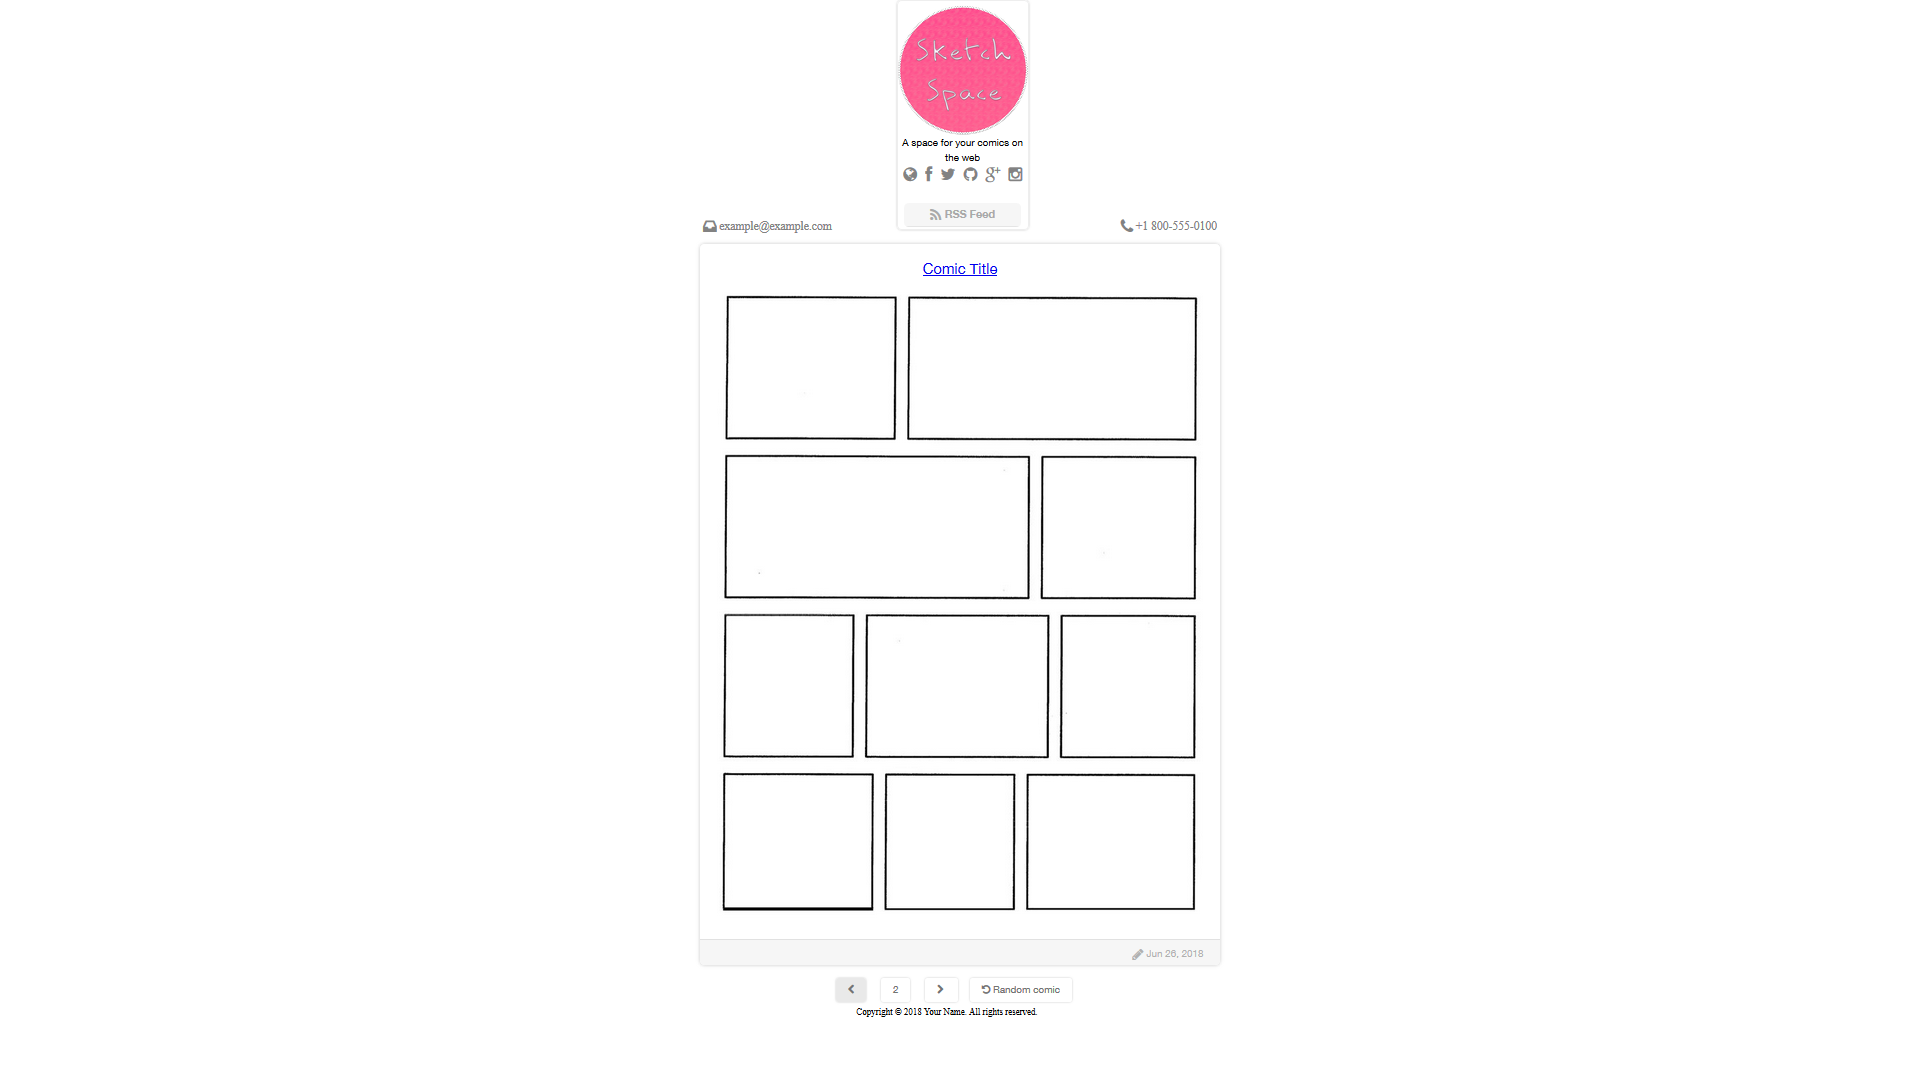 Sketch
Space
A space for your comics on
the web
RSS Feed
example@example.com
+1 800-555-0100
Comic Title
Jun 26, 2018
2
Random comic
Copyright © 2018 Your Name. All rights reserved.